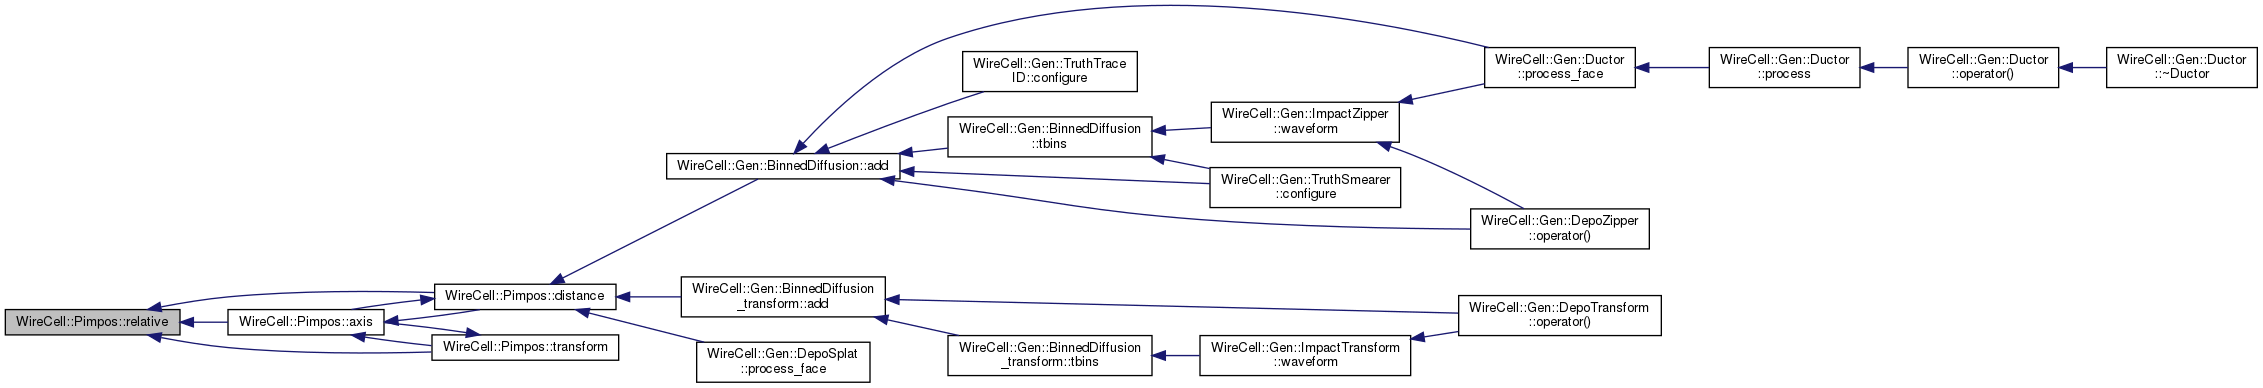 WireCell::Pimpos::relative
WireCell::Pimpos::axis
WireCell::Pimpos::distance
WireCell::Pimpos::transform
WireCell::Gen::BinnedDiffusion::add
WireCell::Gen::BinnedDiffusion
_transform::add
WireCell::Gen::DepoSplat
::process_face
WireCell::Gen::TruthTrace
ID::configure
WireCell::Gen::BinnedDiffusion
::tbins
WireCell::Gen::BinnedDiffusion
_transform::tbins
WireCell::Gen::ImpactZipper
::waveform
WireCell::Gen::TruthSmearer
::configure
WireCell::Gen::ImpactTransform
::waveform
WireCell::Gen::Ductor
::process_face
WireCell::Gen::DepoZipper
::operator()
WireCell::Gen::DepoTransform
::operator()
WireCell::Gen::Ductor
::process
WireCell::Gen::Ductor
::operator()
WireCell::Gen::Ductor
::~Ductor